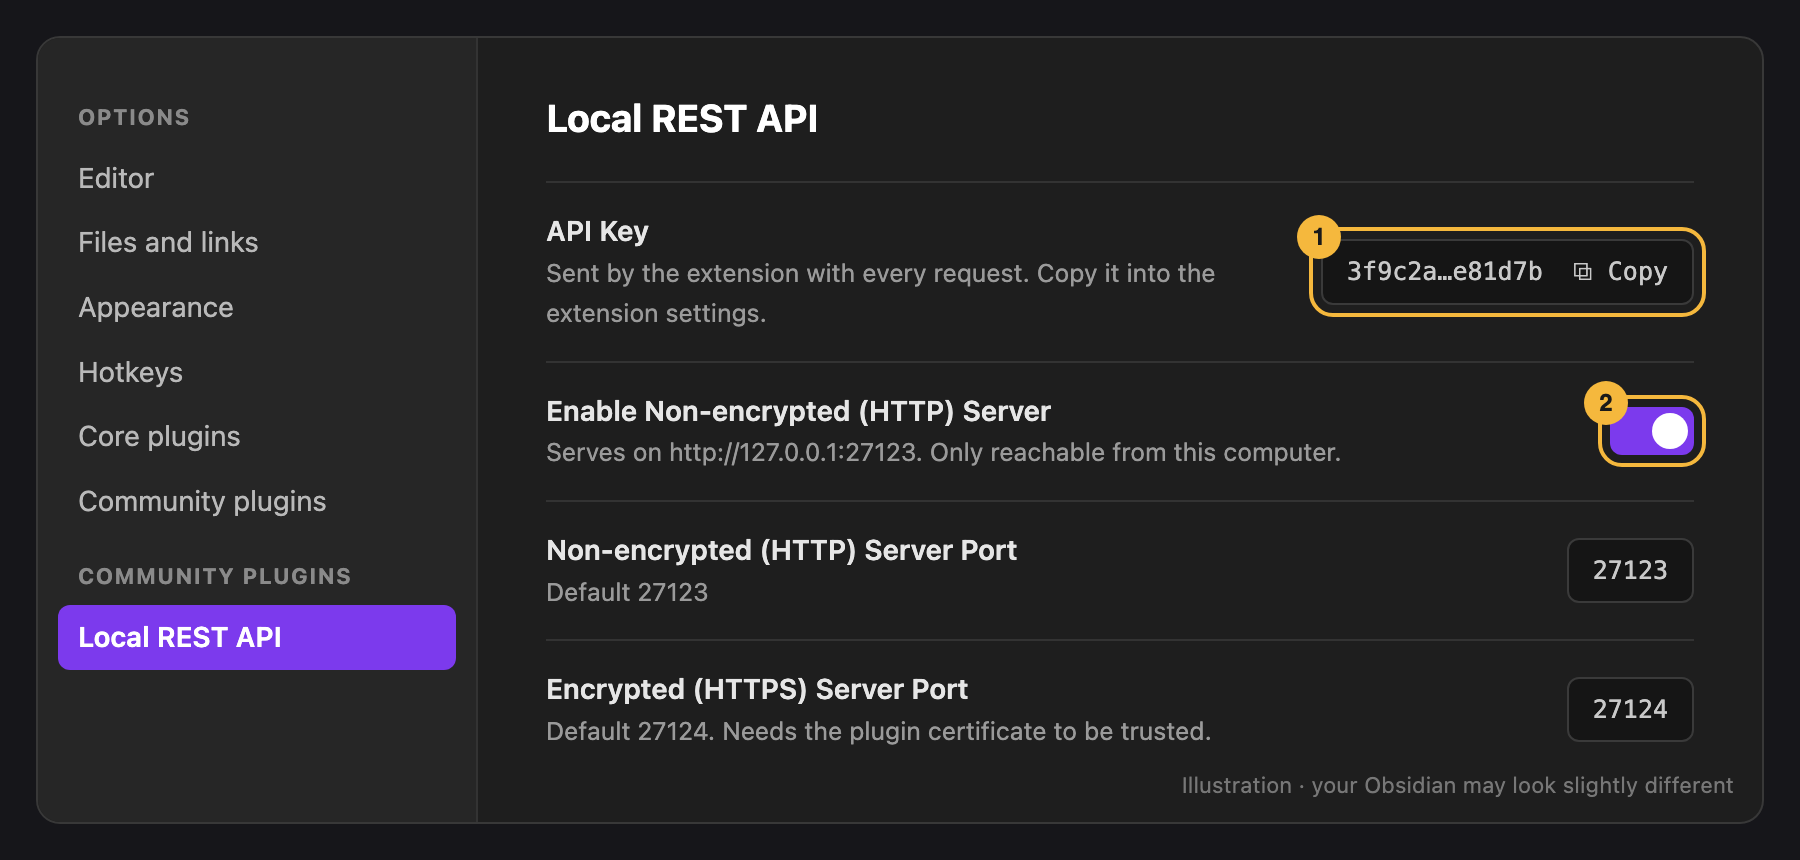 OPTIONS
Editor
Files and links
Appearance
Hotkeys
Core plugins
Community plugins
COMMUNITY PLUGINS
Local REST API
Local REST API
API Key
Sent by the extension with every request. Copy it into the
extension settings.
1
3f9c2a…e81d7b Copy
Enable Non-encrypted (HTTP) Server
Serves on http://127.0.0.1:27123. Only reachable from this computer.
2
Non-encrypted (HTTP) Server Port
Default 27123
27123
Encrypted (HTTPS) Server Port
Default 27124. Needs the plugin certificate to be trusted.
27124
Illustration · your Obsidian may look slightly different